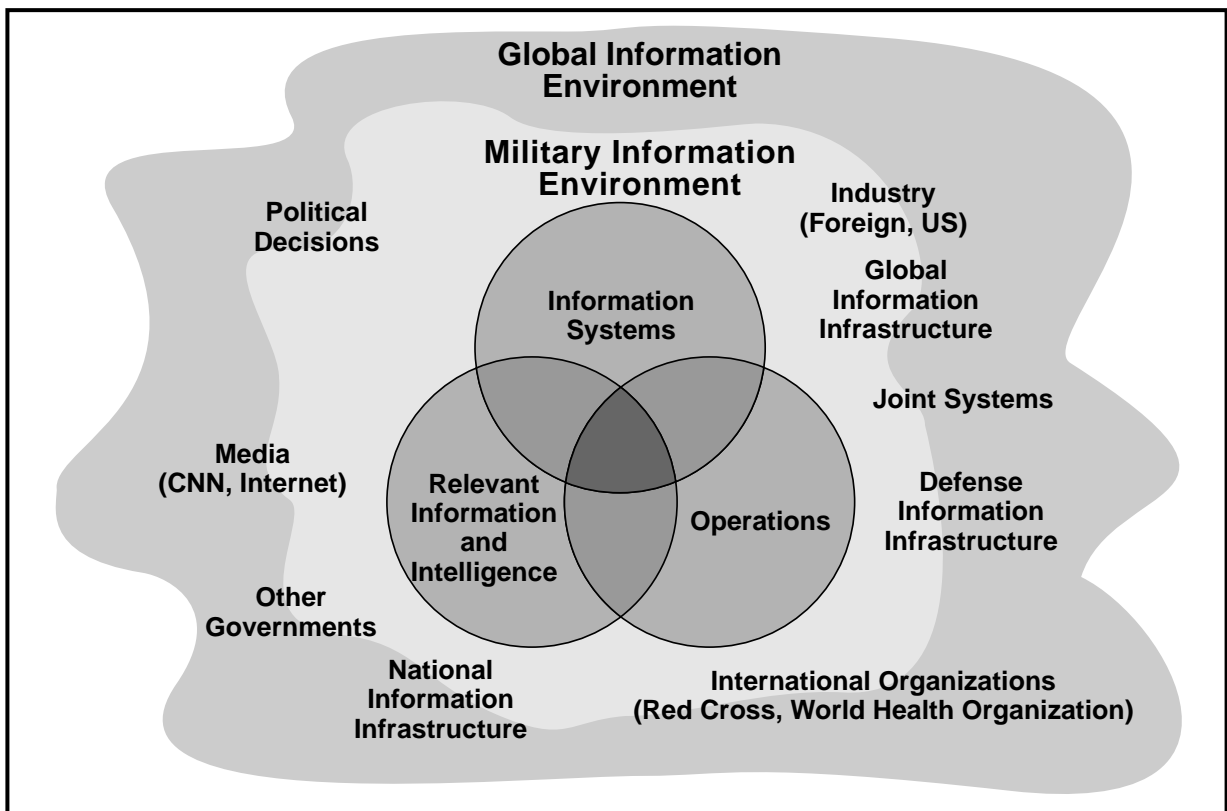 Global Information
Environment
Military Information
Environment
Political
Decisions
Industry
(Foreign, US)
Information
Systems
Global
Information
Infrastructure
Joint Systems
Media
(CNN, Internet)
Relevant
Information
and
Intelligence
Operations
Defense
Information
Infrastructure
Other
Governments
National
Information
Infrastructure
International Organizations
(Red Cross, World Health Organization)